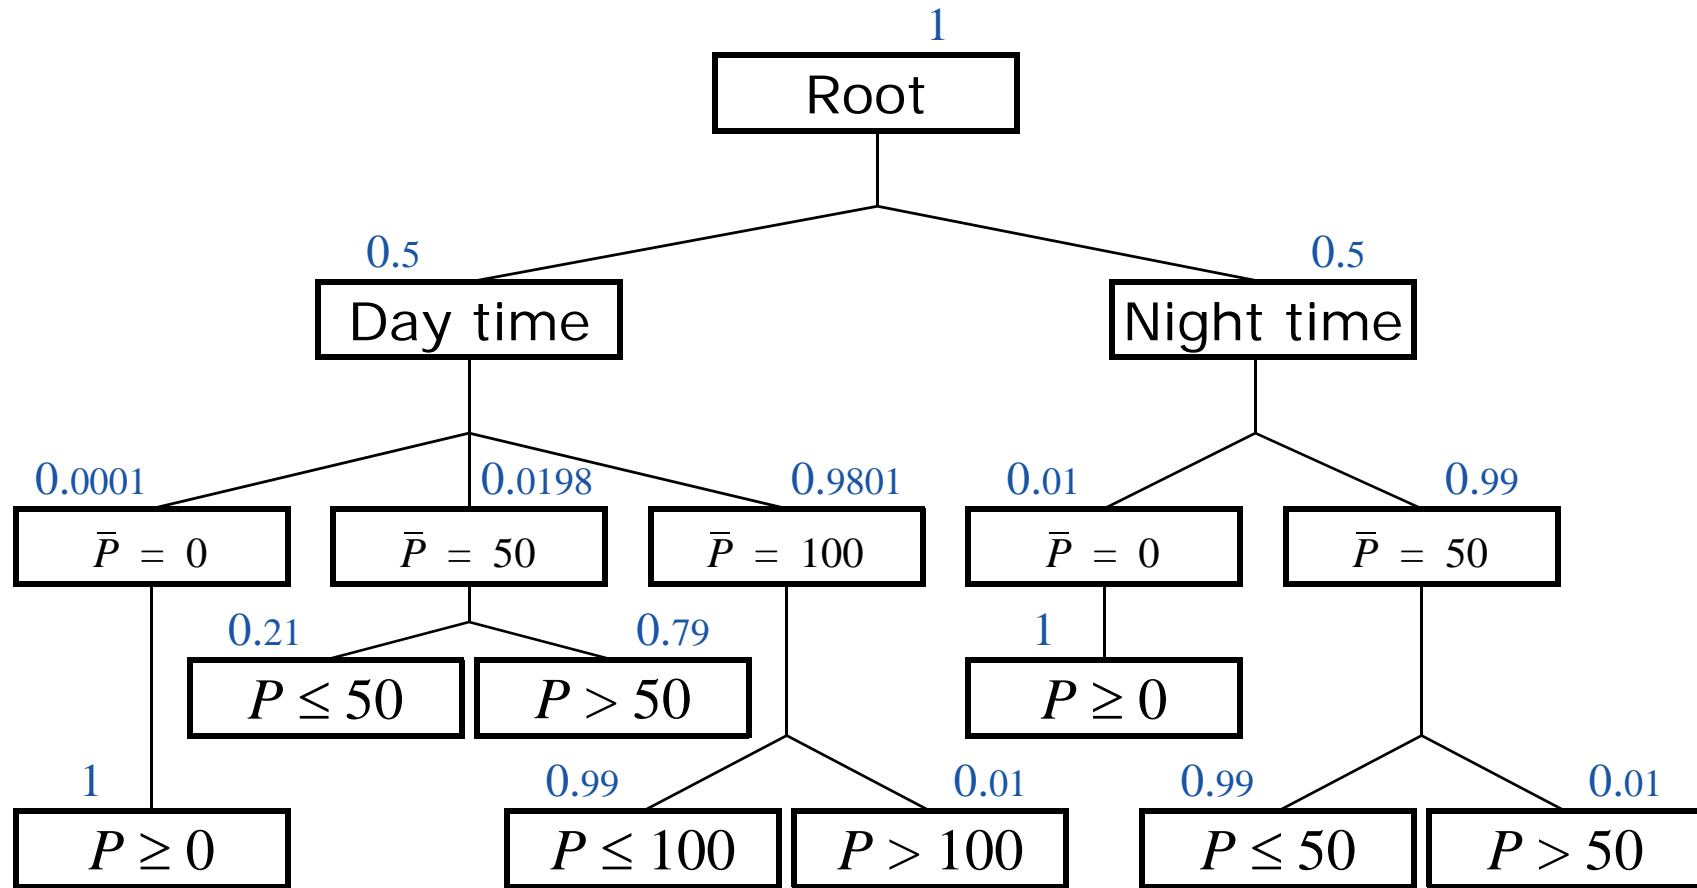 1
Root
0.5
0.5
Day time
Night time
0.0001
0.0198
0.9801
0.01
0.99
P̅ = 0
P̅ = 50
P̅ = 100
P̅ = 0
P̅ = 50
0.21
0.79
1
P ≤ 50
P > 50
P ≥ 0
1
0.99
0.01
0.99
0.01
P ≥ 0
P ≤ 100
P > 100
P ≤ 50
P > 50